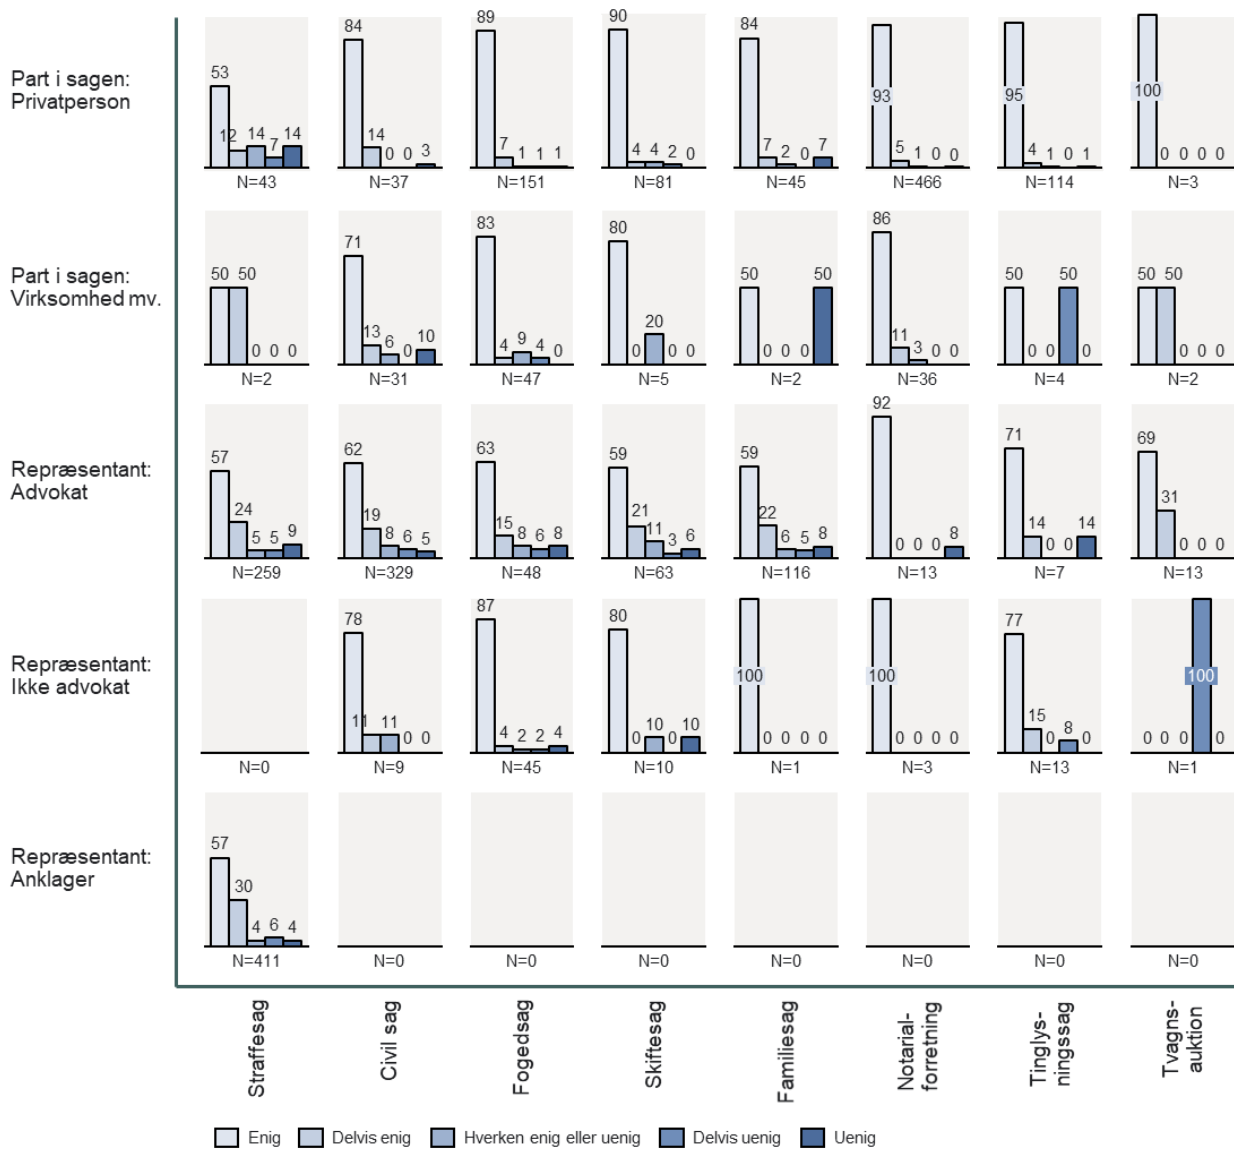 Part i sagen:
Privatperson
53 12 14 7 14
N=43
84 14 0 0 3
N=37
89 7 1 1 1
N=151
90 4 4 2 0
N=81
84 7 2 0 7
N=45
93 5 1 0 0
N=466
95 4 1 0 1
N=114
100 0 0 0 0
N=3
Part i sagen:
Virksomhed mv.
50 50 0 0 0
N=2
71 13 6 0 10
N=31
83 4 9 4 0
N=47
80 0 20 0 0
N=5
50 0 0 0 50
N=2
86 11 3 0 0
N=36
50 0 0 50 0
N=4
50 50 0 0 0
N=2
Repræsentant:
Advokat
57 24 5 5 9
N=259
62 19 8 6 5
N=329
63 15 8 6 8
N=48
59 21 11 3 6
N=63
59 22 6 5 8
N=116
92 0 0 0 8
N=13
71 14 0 0 14
N=7
69 31 0 0 0
N=13
Repræsentant:
Ikke advokat
N=0
78 11 11 0 0
N=9
87 4 2 2 4
N=45
80 0 10 0 10
N=10
100 0 0 0 0
N=1
100 0 0 0 0
N=3
77 15 0 8 0
N=13
0 0 0 100 0
N=1
Repræsentant:
Anklager
57 30 4 6 4
N=411
N=0
N=0
N=0
N=0
N=0
N=0
N=0
Straffesag
Civil sag
Fogedsag
Skiftesag
Familiesag
Notarial-
forretning
Tinglys-
ningssag
Tvagns-
auktion
Enig Delvis enig Hverken enig eller uenig Delvis uenig Uenig